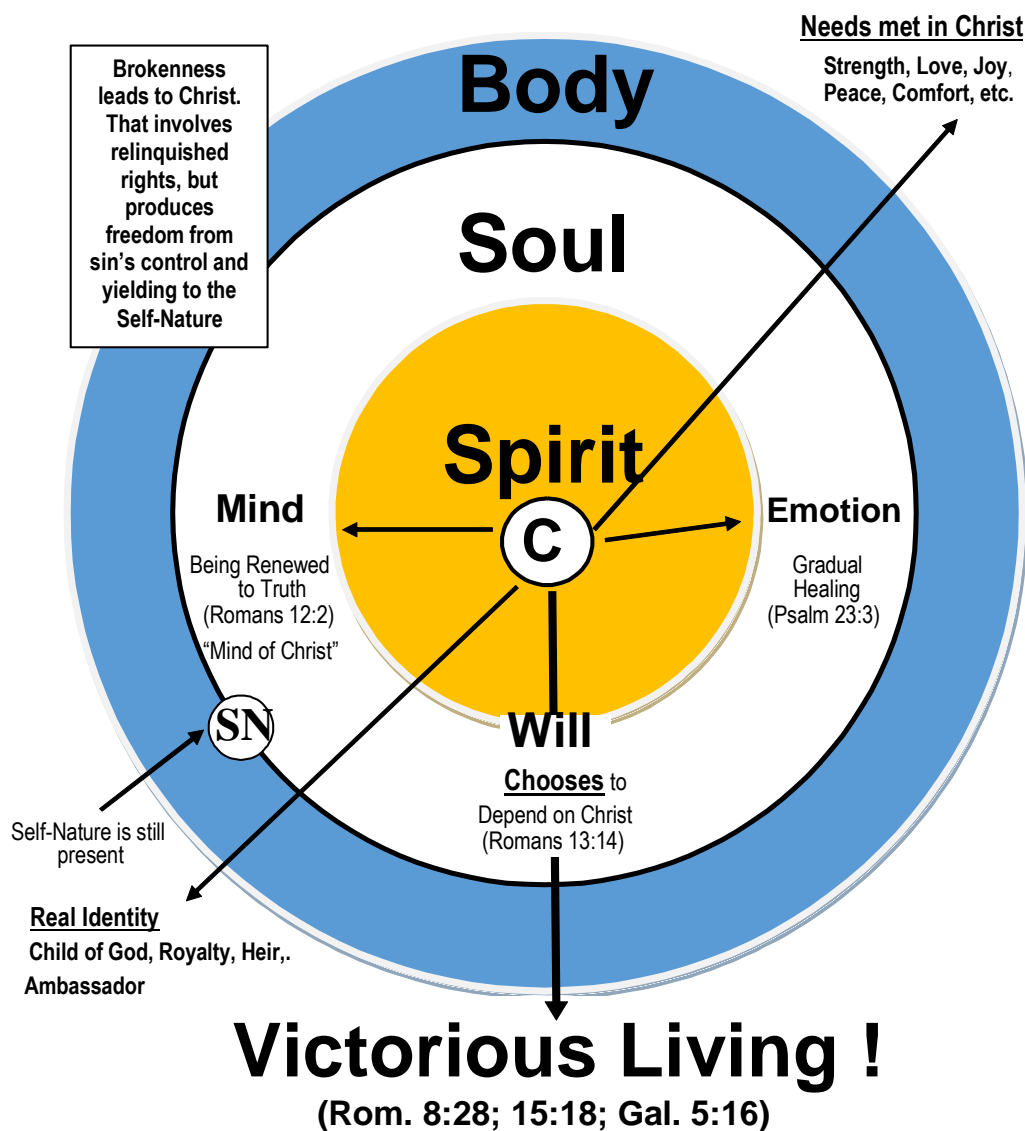 Brokenness
leads to Christ.
That involves
relinquished
rights, but
produces
freedom from
sin’s control and
yielding to the
Self-Nature
Needs met in Christ
Strength, Love, Joy,
Peace, Comfort, etc.
Body
Soul
Spirit
C
Mind
Being Renewed
to Truth
(Romans 12:2)
“Mind of Christ”
Emotion
Gradual
Healing
(Psalm 23:3)
SN
Self-Nature is still
present
Will
Chooses to
Depend on Christ
(Romans 13:14)
Real Identity
Child of God, Royalty, Heir,.
Ambassador
Victorious Living !
(Rom. 8:28; 15:18; Gal. 5:16)